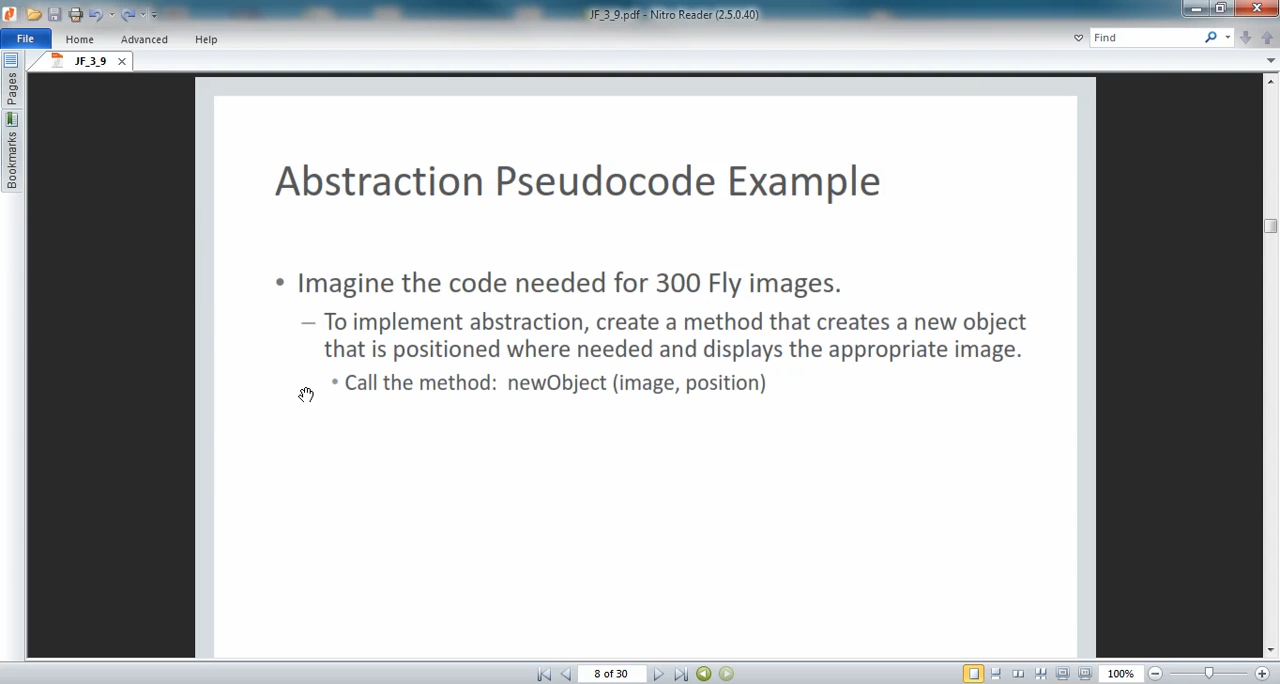 JF_3_9.pdf - Nitro Reader (2.5.0.40)
File Home Advanced Help Find
JF_3_9
Pages
Bookmarks
Abstraction Pseudocode Example
• Imagine the code needed for 300 Fly images.
– To implement abstraction, create a method that creates a new object
that is positioned where needed and displays the appropriate image.
• Call the method: newObject (image, position)
8 of 30
100%